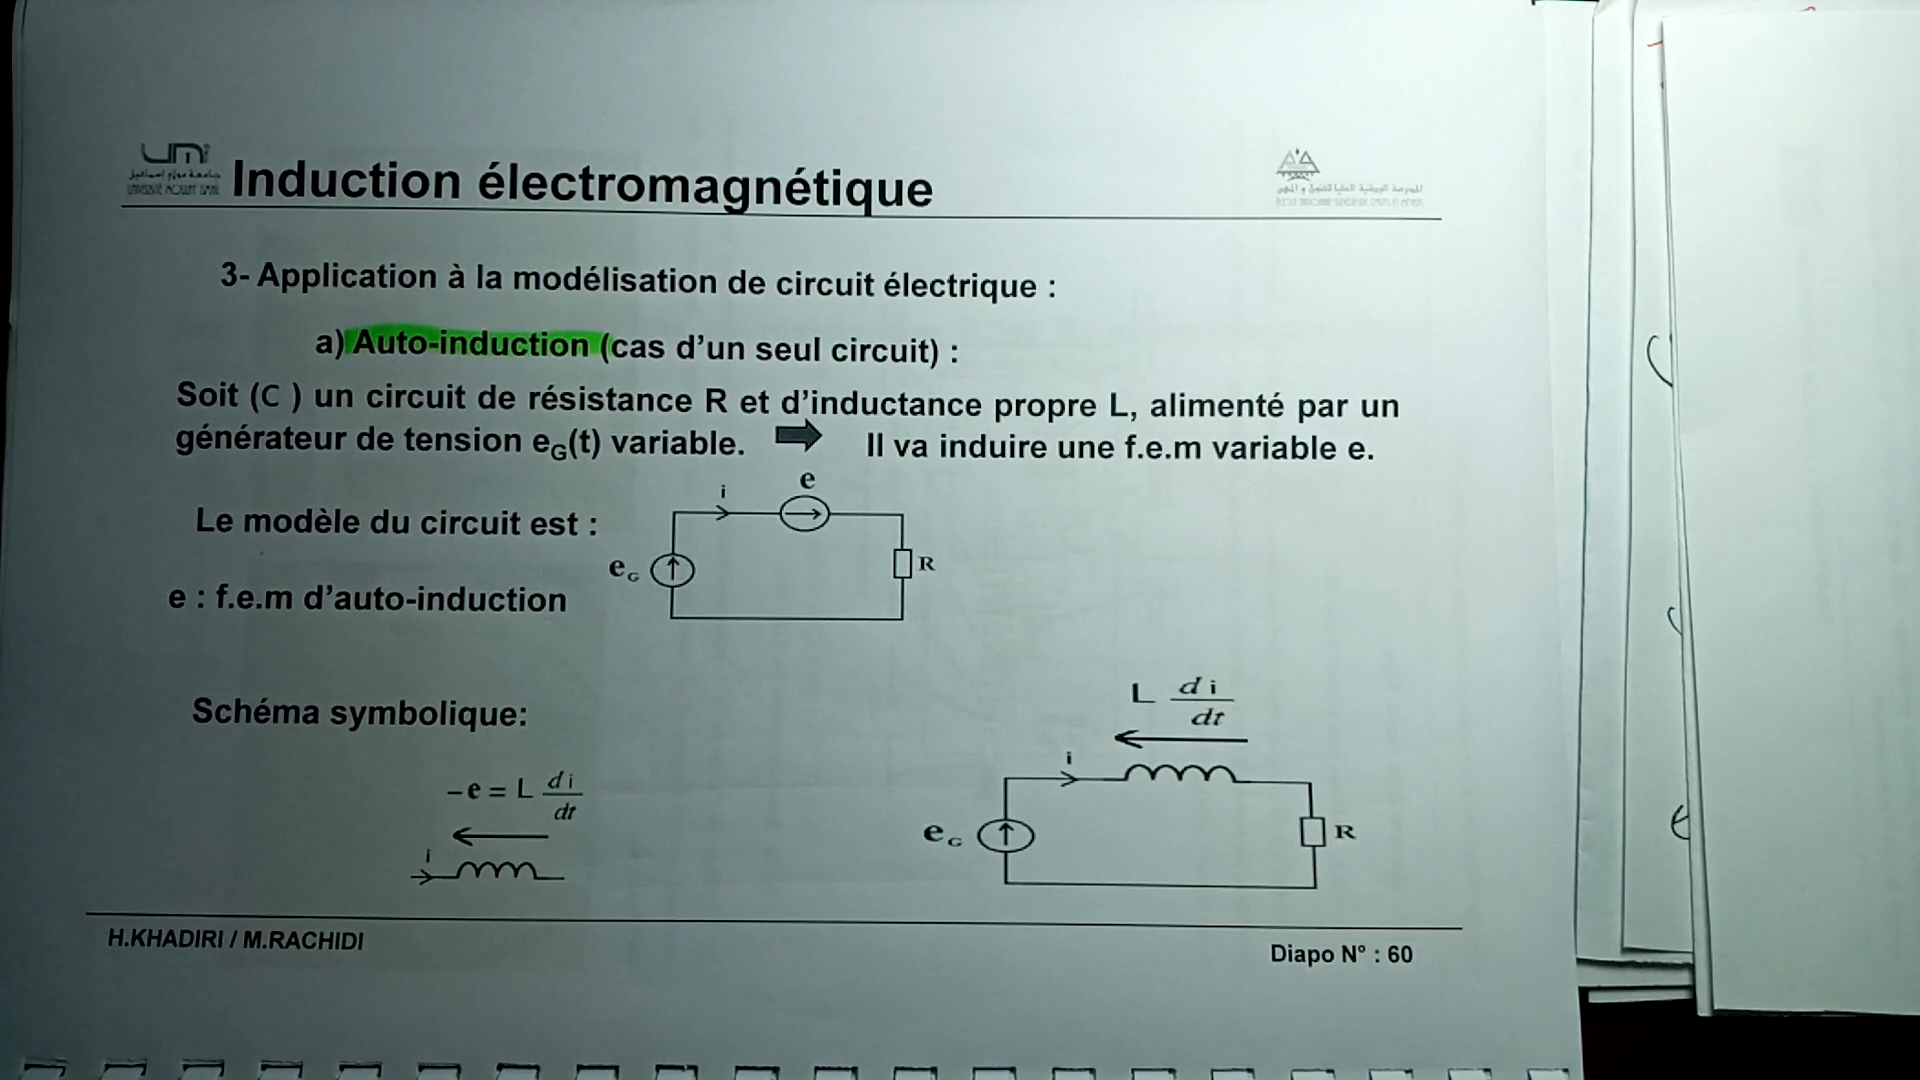 Induction électromagnétique
3- Application à la modélisation de circuit électrique :
a) Auto-induction (cas d'un seul circuit) :
Soit (C ) un circuit de résistance R et d'inductance propre L, alimenté par un
générateur de tension eG(t) variable. Il va induire une f.e.m variable e.
i e
Le modèle du circuit est :
eG R
e : f.e.m d'auto-induction
L di/dt
Schéma symbolique:
i
-e = L di/dt
eG R
i
H.KHADIRI / M.RACHIDI
Diapo N° : 60